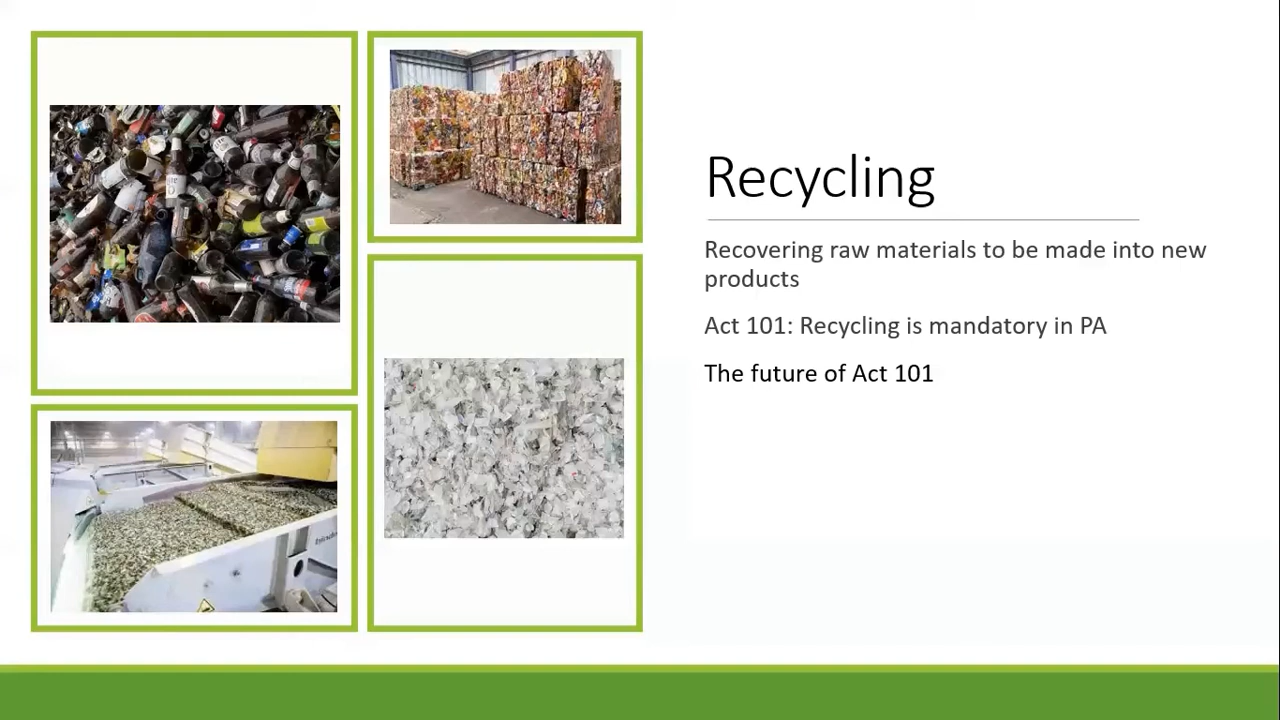 Recycling
Recovering raw materials to be made into new
products
Act 101: Recycling is mandatory in PA
The future of Act 101